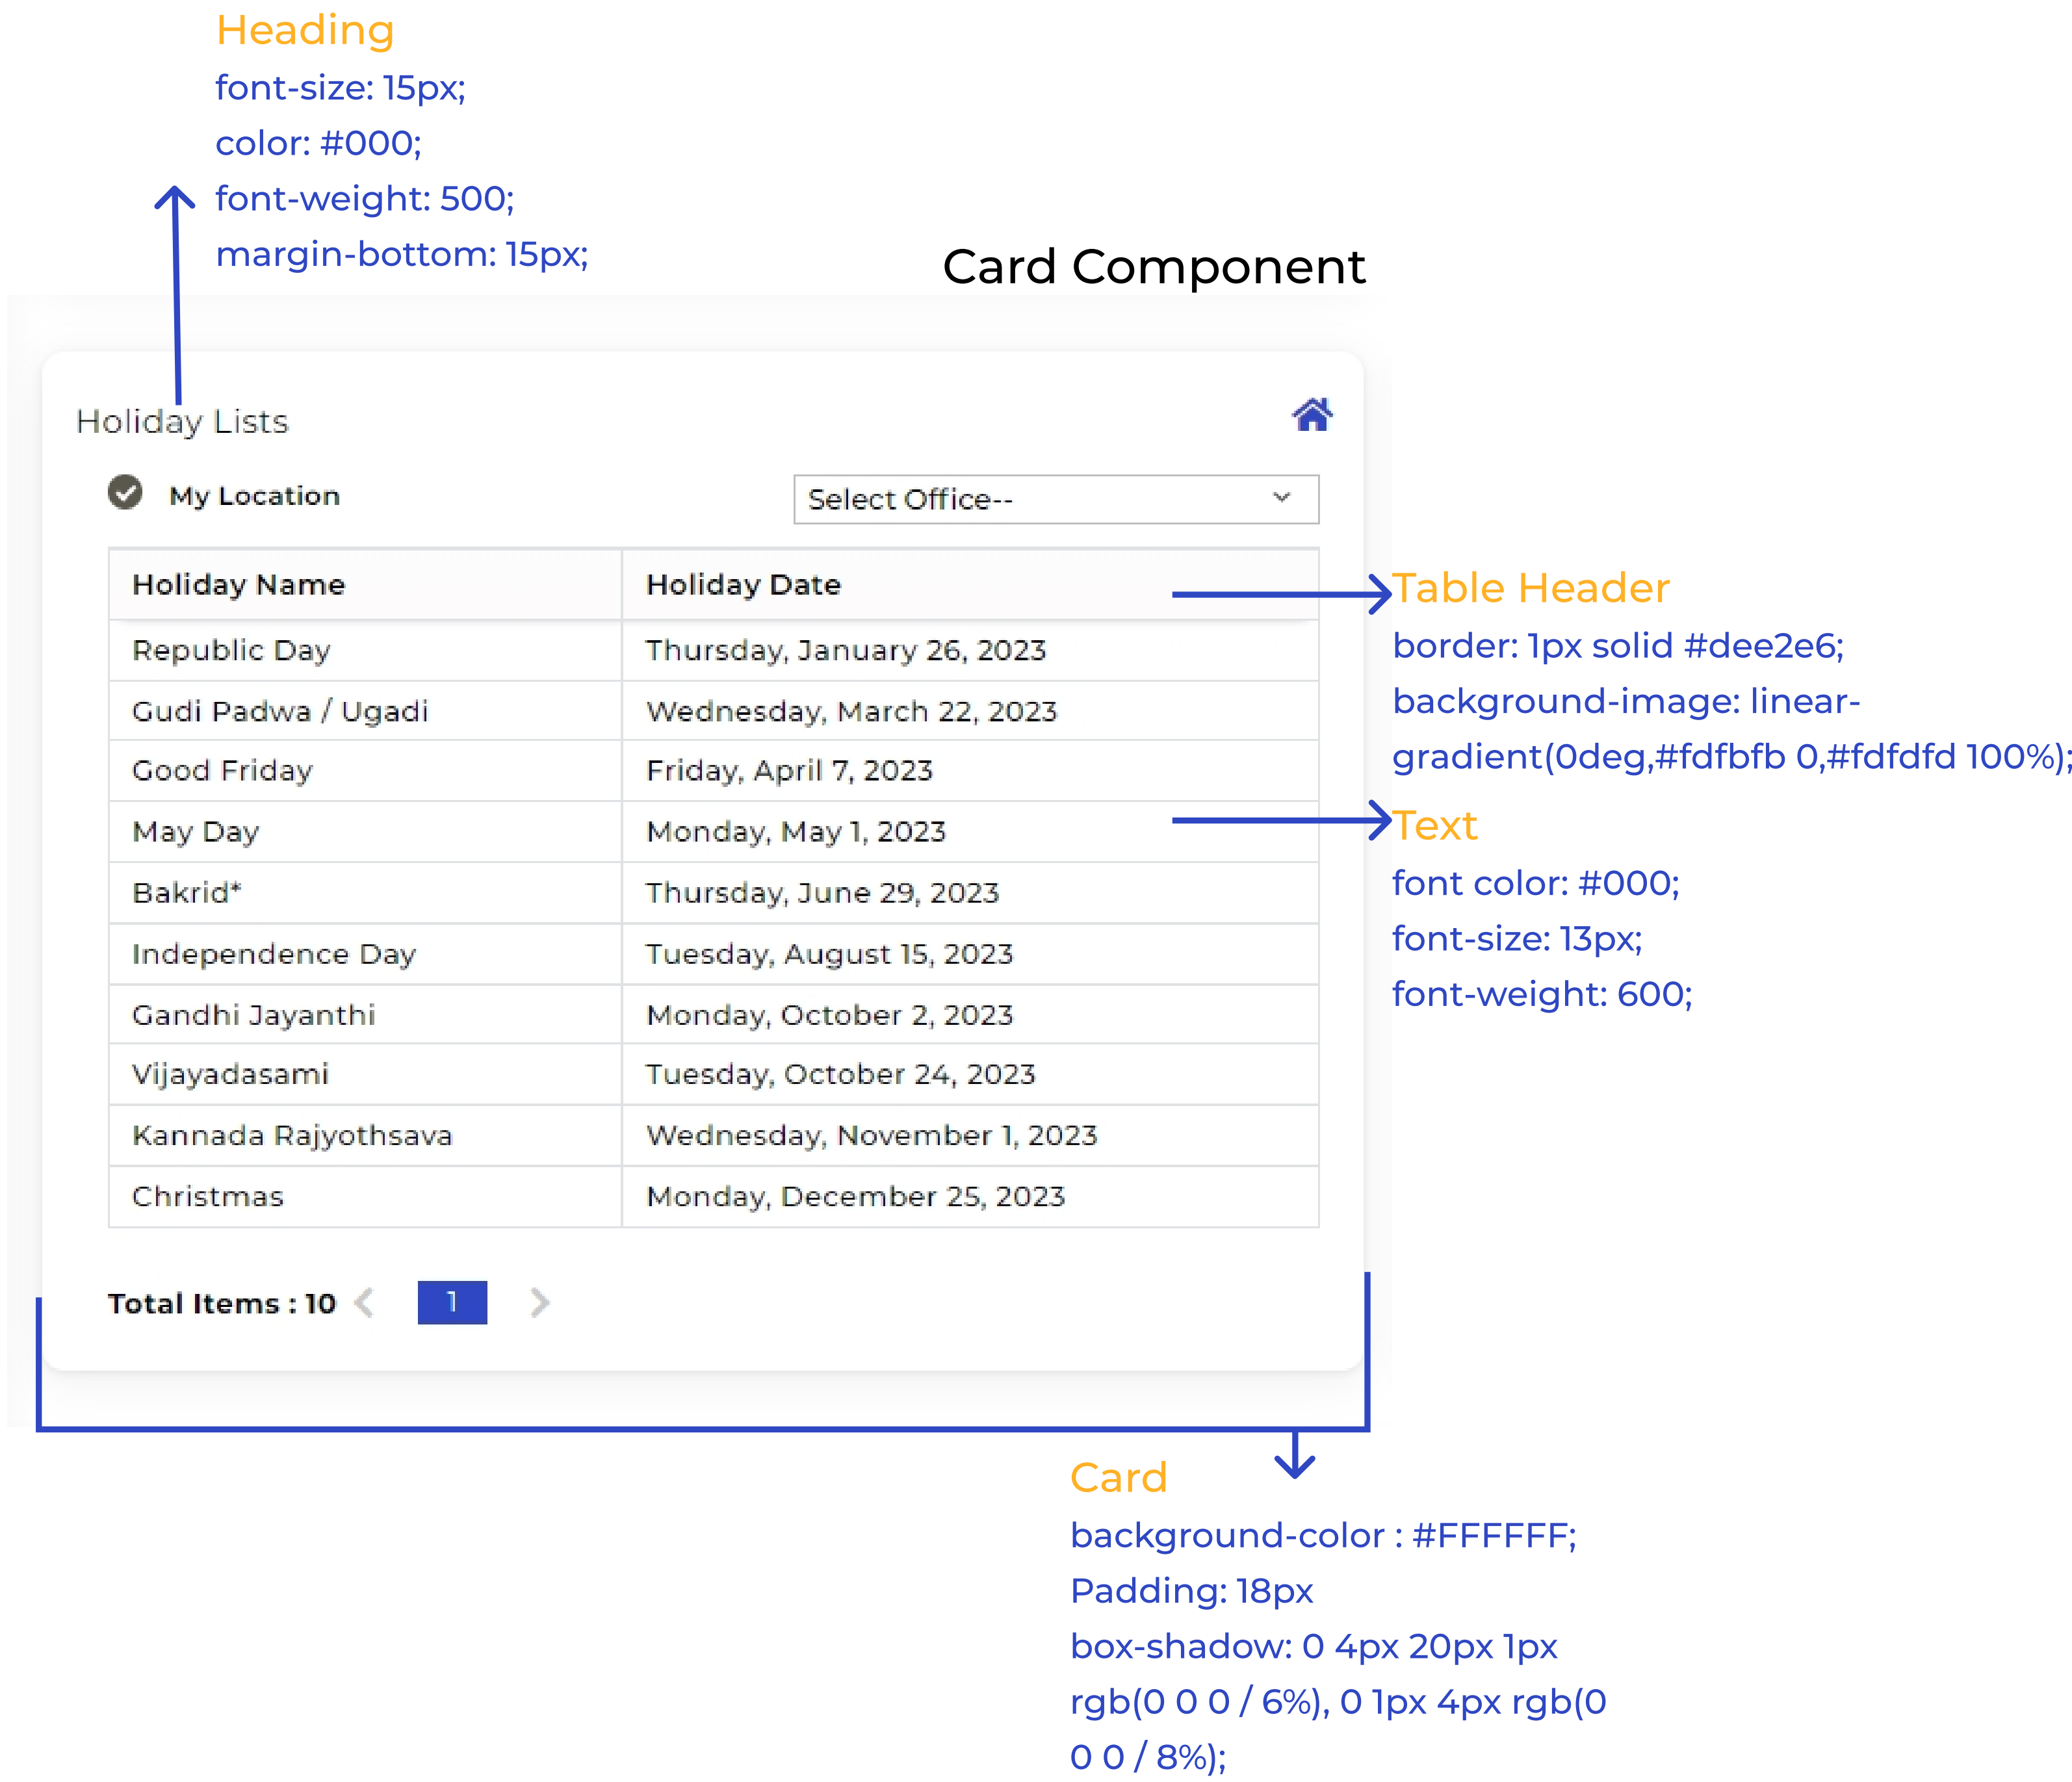 Heading
font-size: 15px;
color: #000;
font-weight: 500;
margin-bottom: 15px;
Card Component
Holiday Lists
My Location
Select Office--
Holiday Name Holiday Date
Republic Day Thursday, January 26, 2023
Gudi Padwa / Ugadi Wednesday, March 22, 2023
Good Friday Friday, April 7, 2023
May Day Monday, May 1, 2023
Bakrid* Thursday, June 29, 2023
Independence Day Tuesday, August 15, 2023
Gandhi Jayanthi Monday, October 2, 2023
Vijayadasami Tuesday, October 24, 2023
Kannada Rajyothsava Wednesday, November 1, 2023
Christmas Monday, December 25, 2023
Total Items : 10 1
Table Header
border: 1px solid #dee2e6;
background-image: linear-
gradient(0deg,#fdfbfb 0,#fdfdfd 100%);
Text
font color: #000;
font-size: 13px;
font-weight: 600;
Card
background-color : #FFFFFF;
Padding: 18px
box-shadow: 0 4px 20px 1px
rgb(0 0 0 / 6%), 0 1px 4px rgb(0
0 0 / 8%);